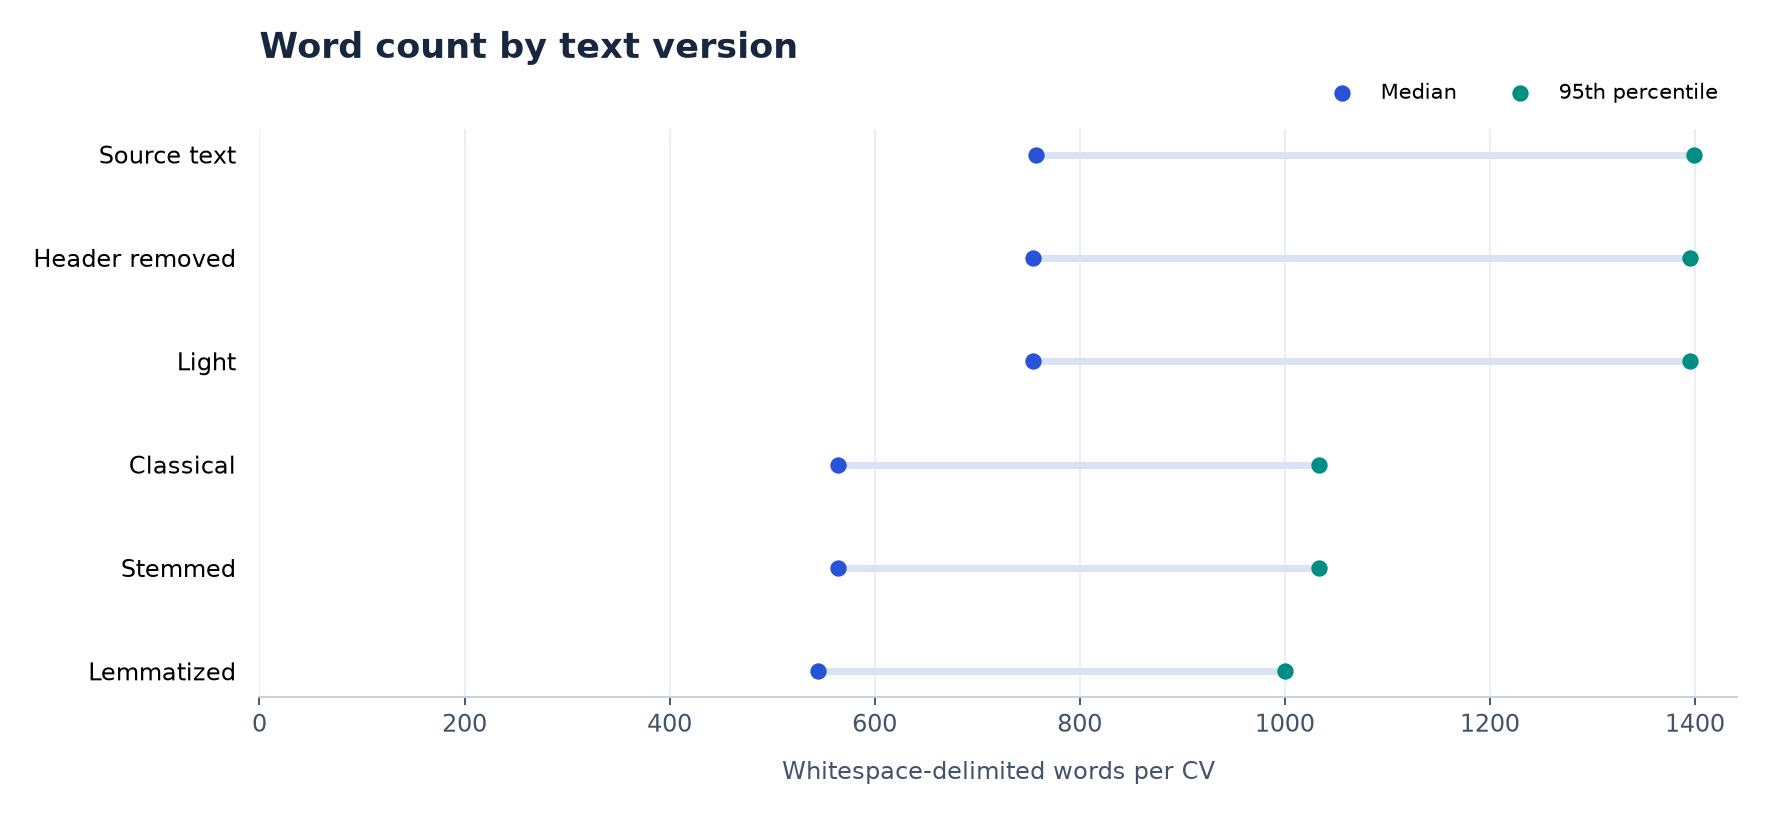 Word count by text version
Median
95th percentile
Source text
Header removed
Light
Classical
Stemmed
Lemmatized
0 200 400 600 800 1000 1200 1400
Whitespace-delimited words per CV